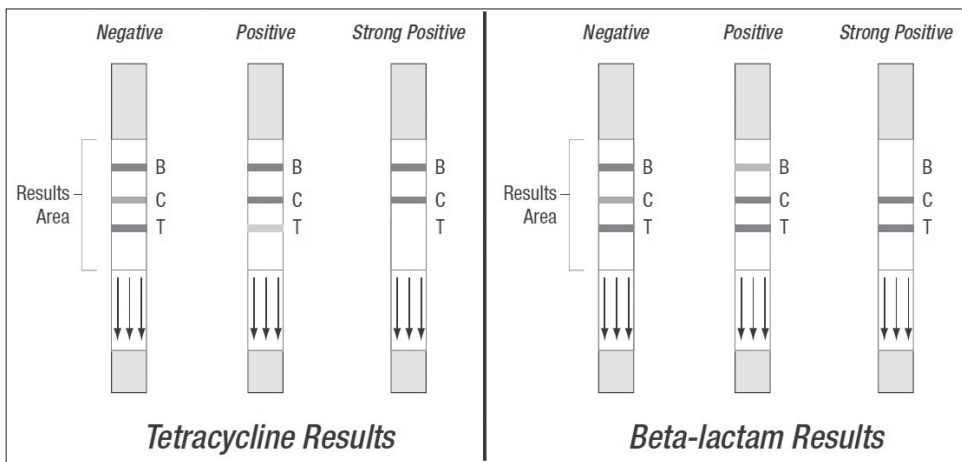 Negative Positive Strong Positive
B B B
Results Area
C C C
T T T
Tetracycline Results
Negative Positive Strong Positive
B B B
Results Area
C C C
T T T
Beta-lactam Results